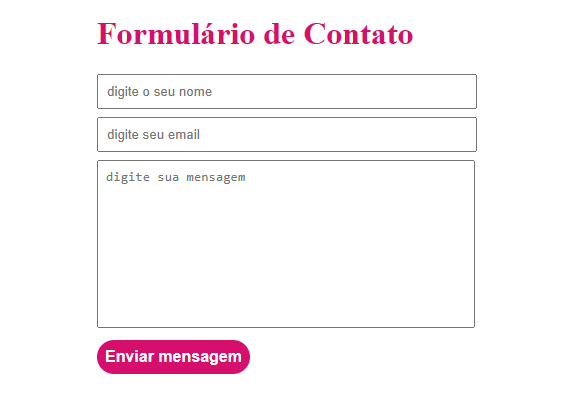 Formulário de Contato
digite o seu nome
digite seu email
digite sua mensagem
Enviar mensagem